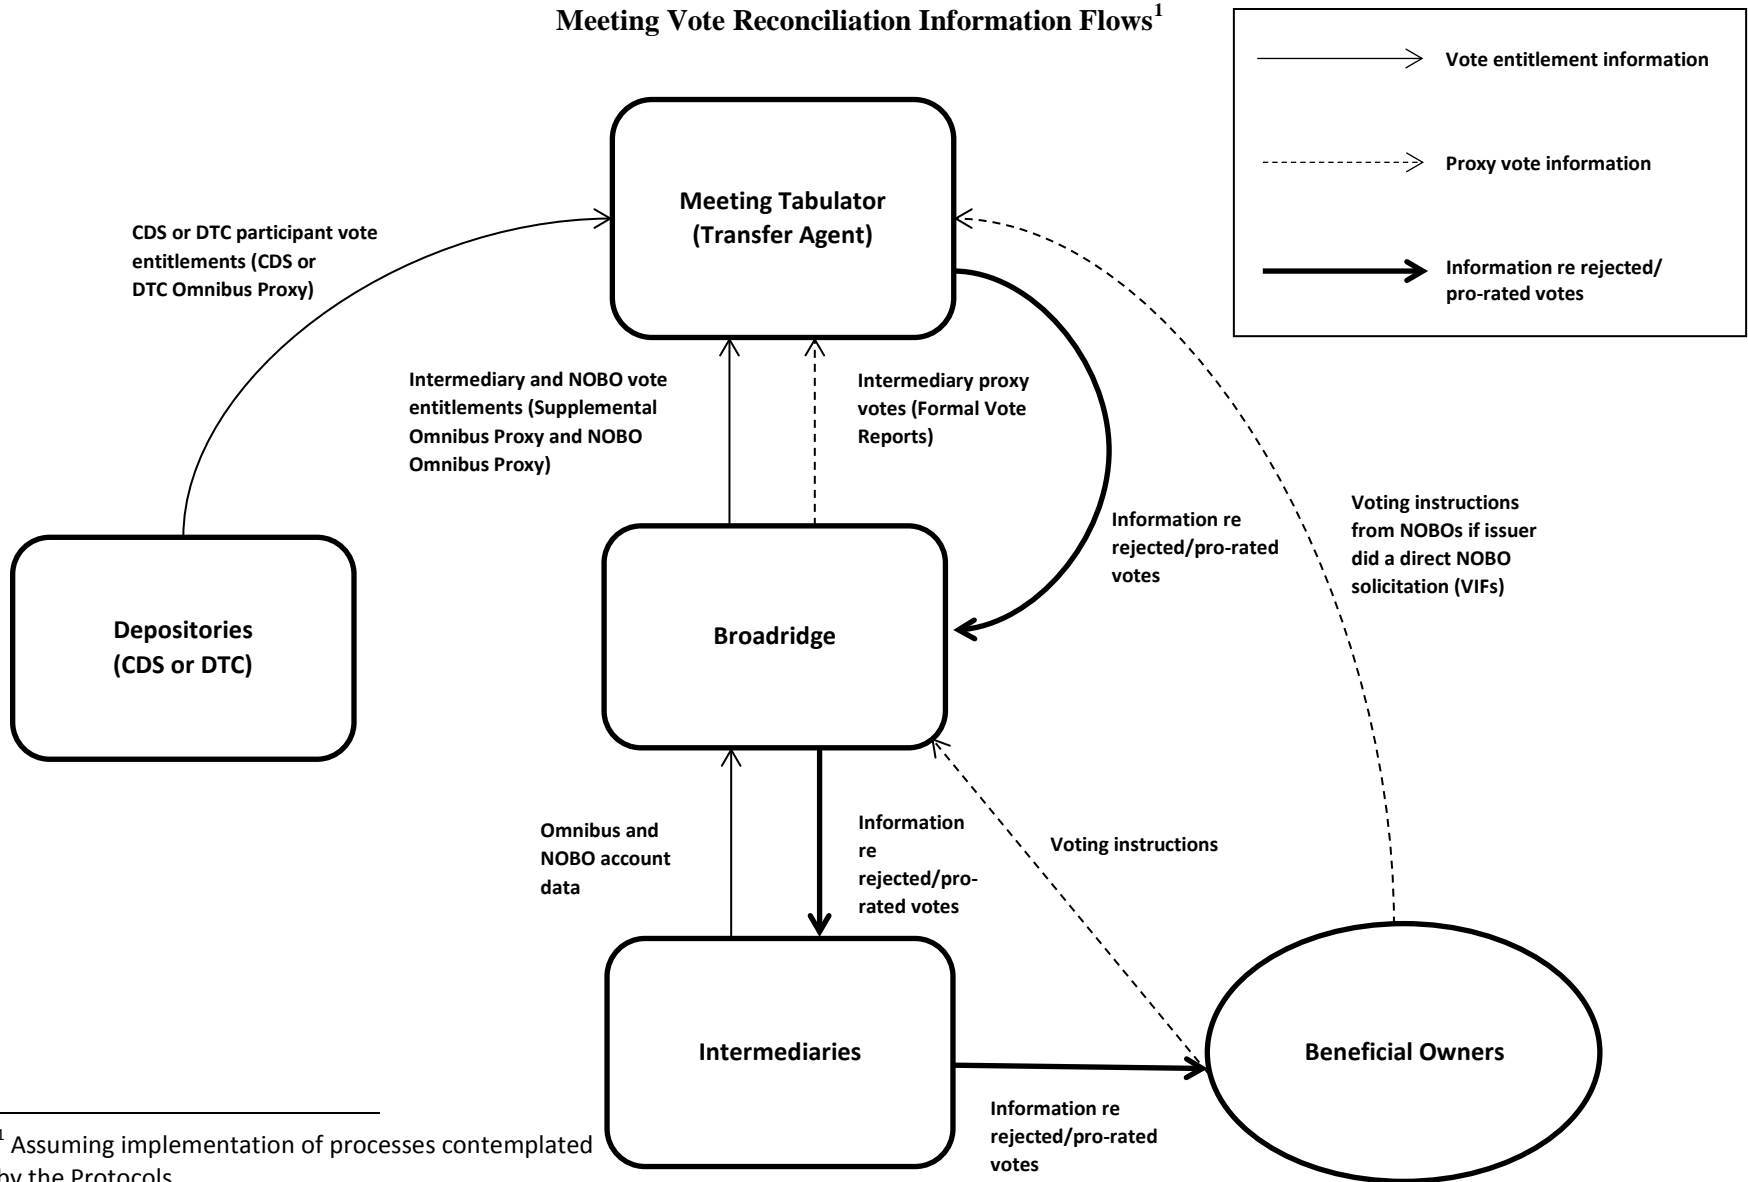 Meeting Vote Reconciliation Information Flows1
Vote entitlement information
Proxy vote information
Information re rejected/
pro-rated votes
Meeting Tabulator
(Transfer Agent)
CDS or DTC participant vote
entitlements (CDS or
DTC Omnibus Proxy)
Intermediary and NOBO vote
entitlements (Supplemental
Omnibus Proxy and NOBO
Omnibus Proxy)
Intermediary proxy
votes (Formal Vote
Reports)
Information re
rejected/pro-rated
votes
Voting instructions
from NOBOs if issuer
did a direct NOBO
solicitation (VIFs)
Depositories
(CDS or DTC)
Broadridge
Omnibus and
NOBO account
data
Information
re
rejected/pro-
rated votes
Voting instructions
Intermediaries
Beneficial Owners
Information re
rejected/pro-rated
votes
1 Assuming implementation of processes contemplated
by the Protocols